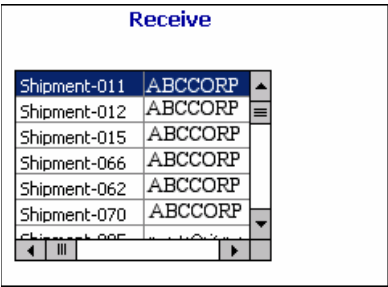 Receive
Shipment-011 ABCCORP
Shipment-012 ABCCORP
Shipment-015 ABCCORP
Shipment-066 ABCCORP
Shipment-062 ABCCORP
Shipment-070 ABCCORP